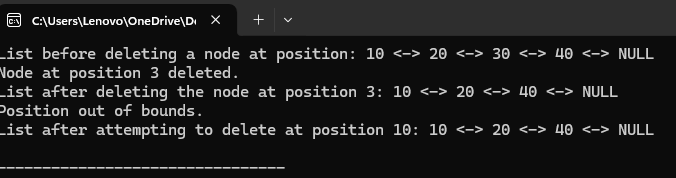 C:\Users\Lenovo\OneDrive\De
List before deleting a node at position: 10 <-> 20 <-> 30 <-> 40 <-> NULL
Node at position 3 deleted.
List after deleting the node at position 3: 10 <-> 20 <-> 40 <-> NULL
Position out of bounds.
List after attempting to delete at position 10: 10 <-> 20 <-> 40 <-> NULL
--------------------------------